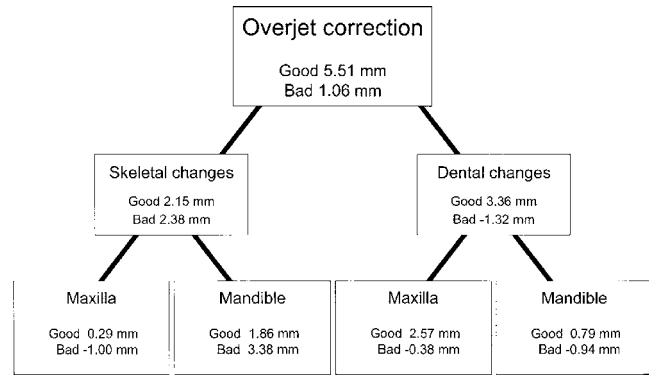 Overjet correction
Good 5.51 mm
Bad 1.06 mm
Skeletal changes
Good 2.15 mm
Bad 2.38 mm
Dental changes
Good 3.36 mm
Bad -1.32 mm
Maxilla
Good 0.29 mm
Bad -1.00 mm
Mandible
Good 1.86 mm
Bad 3.38 mm
Maxilla
Good 2.57 mm
Bad -0.38 mm
Mandible
Good 0.79 mm
Bad -0.94 mm